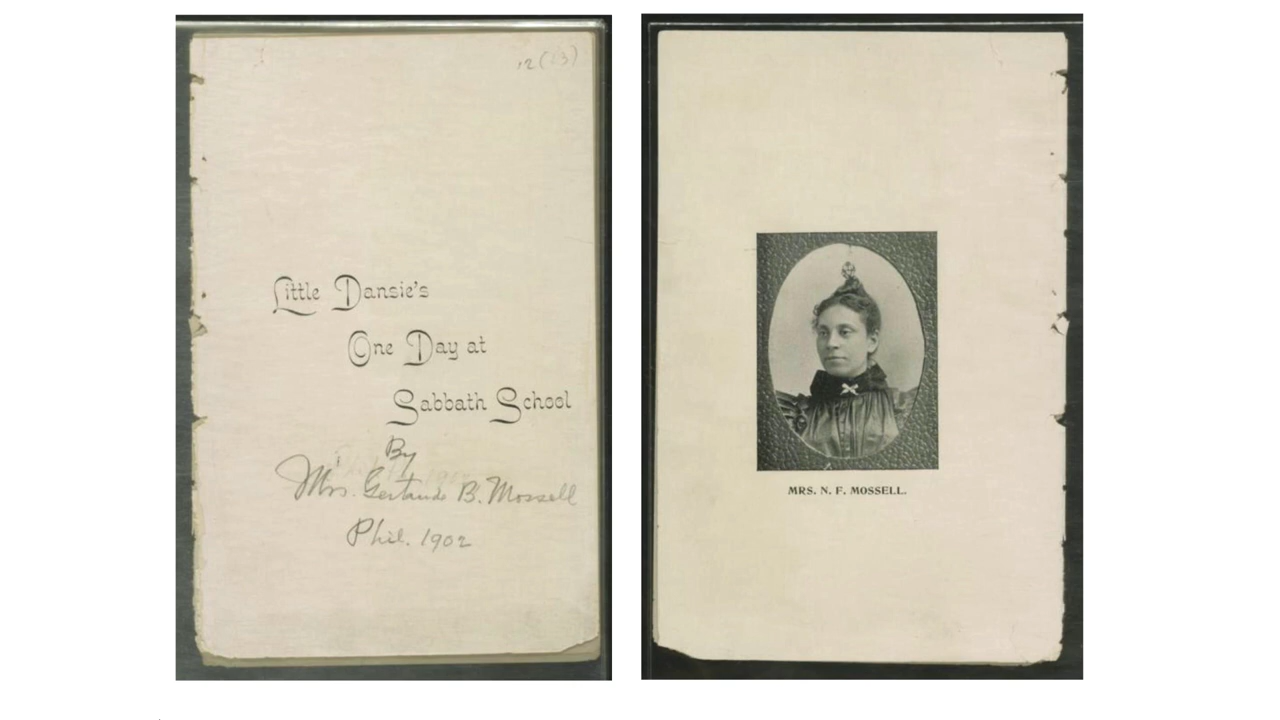 12(13)
Little Dansie's
One Day at
Sabbath School
By
Mrs. Gertrude B. Mossell
Phil. 1902
MRS. N. F. MOSSELL.